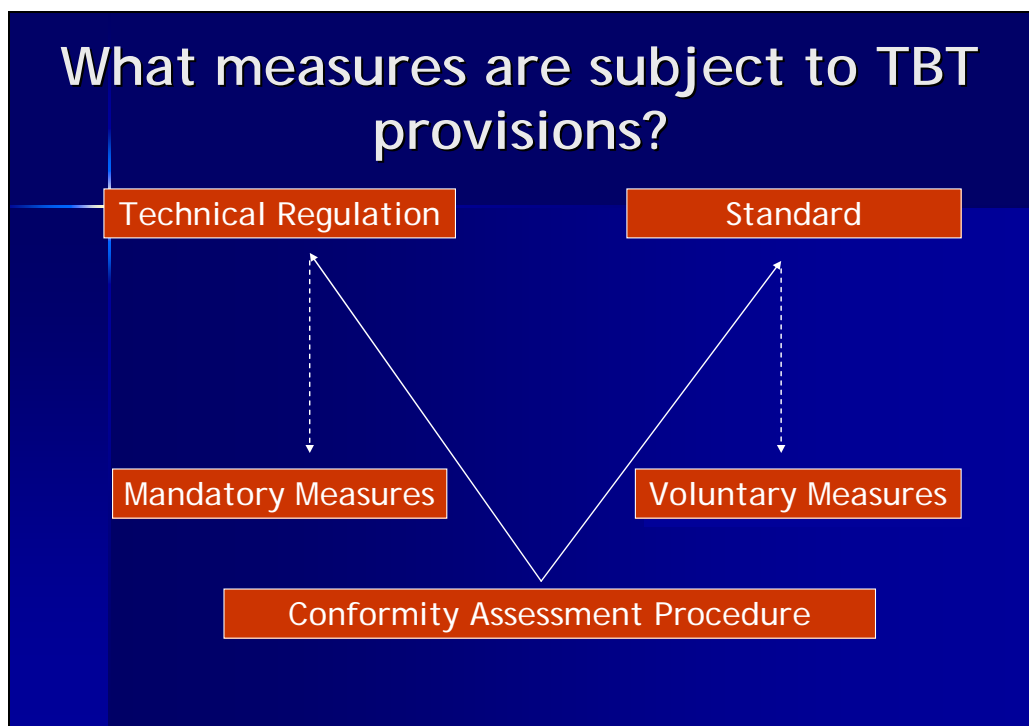 What measures are subject to TBT
provisions?
Technical Regulation
Standard
Mandatory Measures
Voluntary Measures
Conformity Assessment Procedure